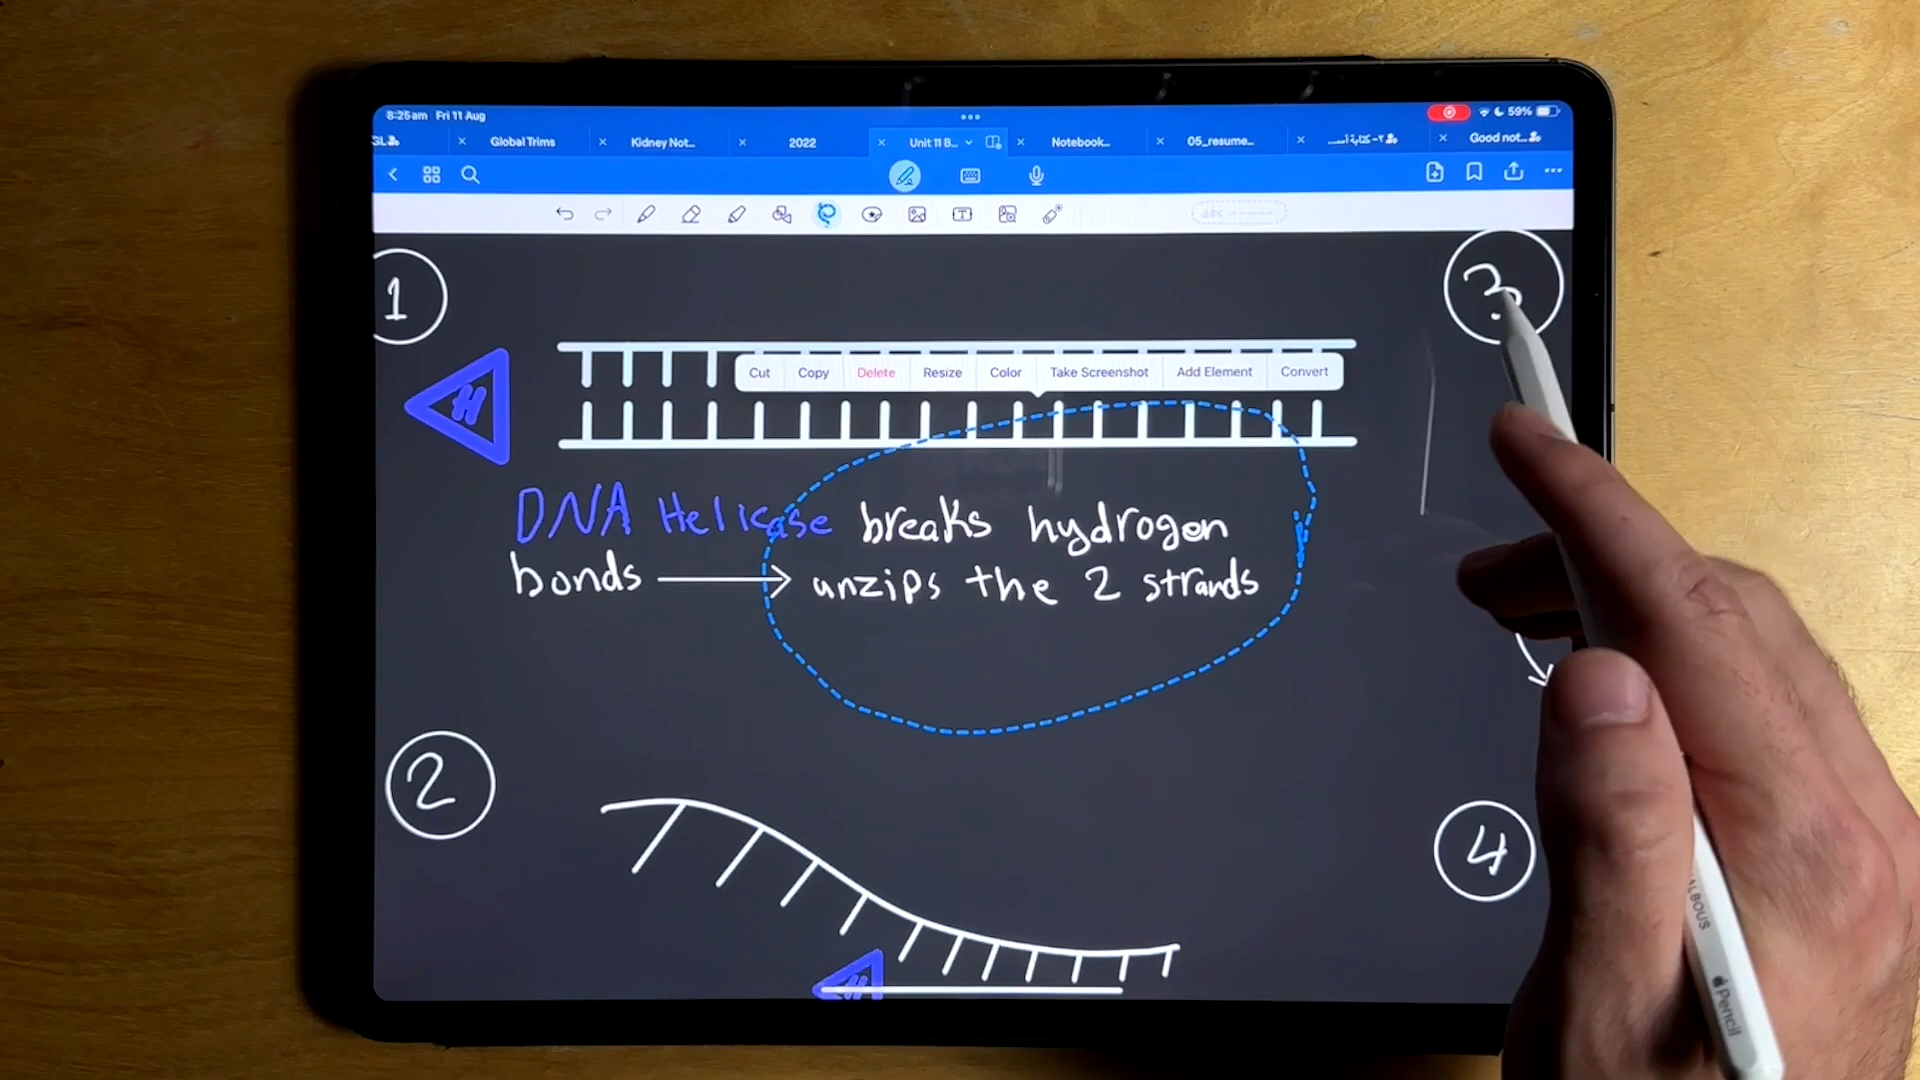 8:25am Fri 11 Aug
59%
Global Trims
Kidney Not...
2022
Unit 11 B...
Notebook...
05_resume...
Good not...
1
3
H
Cut Copy Delete Resize Color Take Screenshot Add Element Convert
DNA Helicase breaks hydrogen
bonds → unzips the 2 strands
2
4
H
Pencil